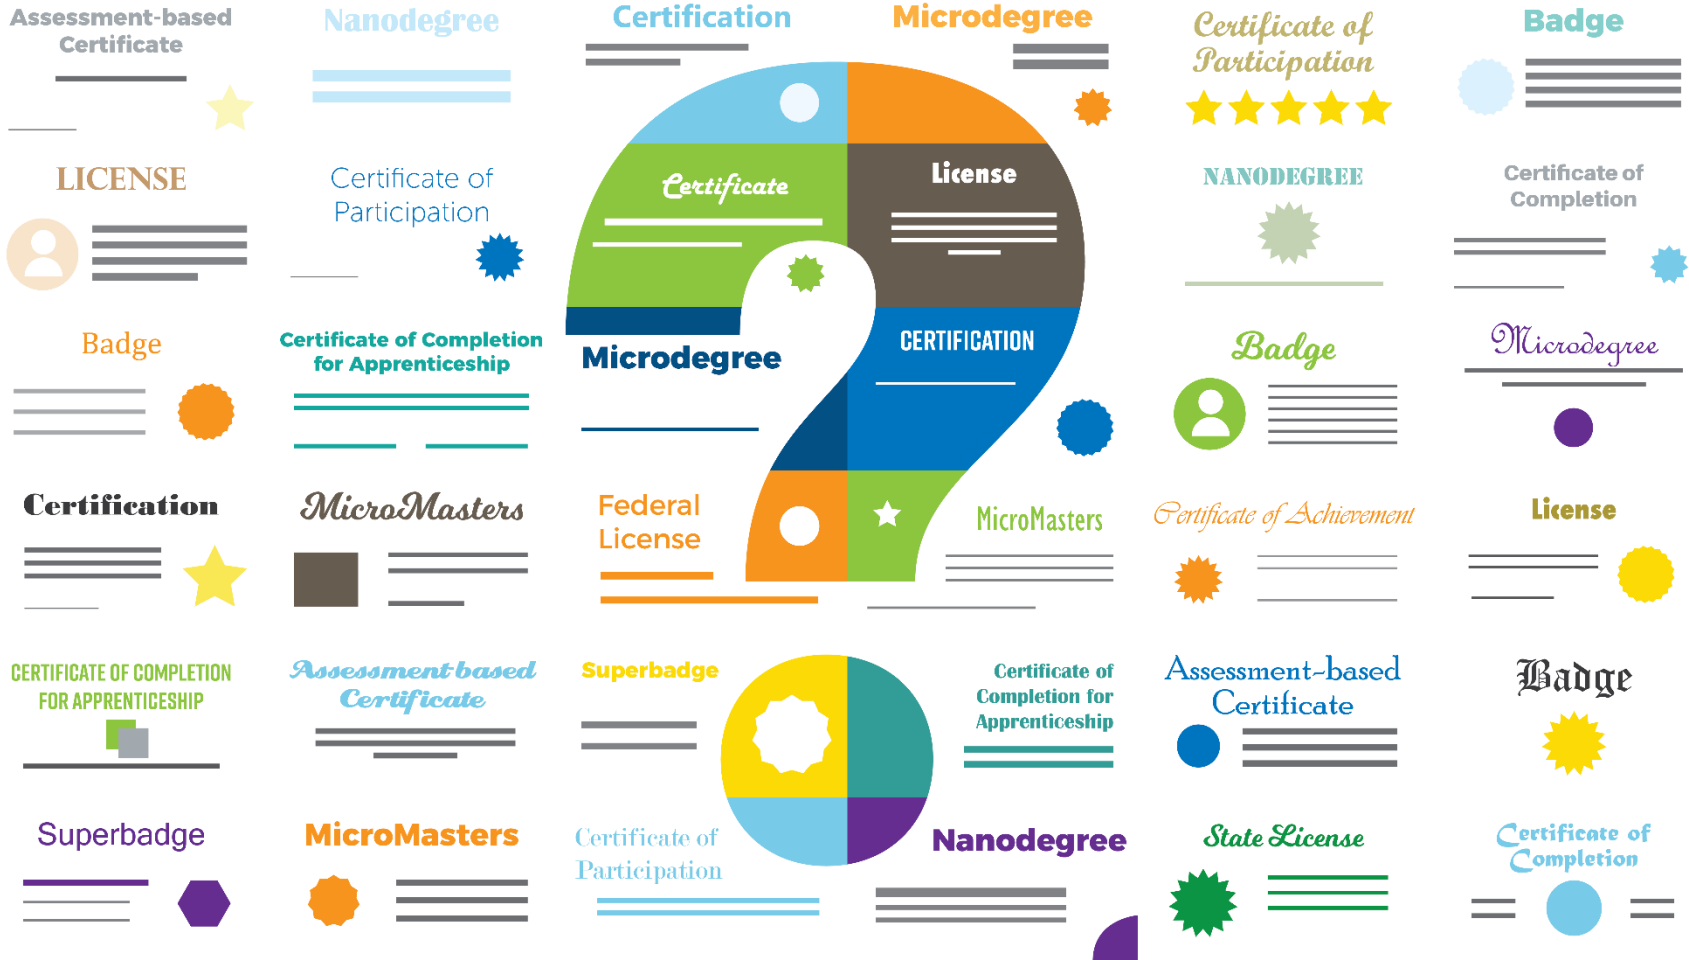 Assessment-based
Certificate
Nanodegree
Certification
Microdegree
Certificate of
Participation
Badge
LICENSE
Certificate of
Participation
Certificate
License
NANODEGREE
Certificate of
Completion
Badge
Certificate of Completion
for Apprenticeship
Microdegree
CERTIFICATION
Badge
Microdegree
Certification
MicroMasters
Federal
License
MicroMasters
Certificate of Achievement
License
CERTIFICATE OF COMPLETION
FOR APPRENTICESHIP
Assessment-based
Certificate
Superbadge
Certificate of
Completion for
Apprenticeship
Assessment-based
Certificate
Badge
Superbadge
MicroMasters
Certificate of
Participation
Nanodegree
State License
Certificate of
Completion